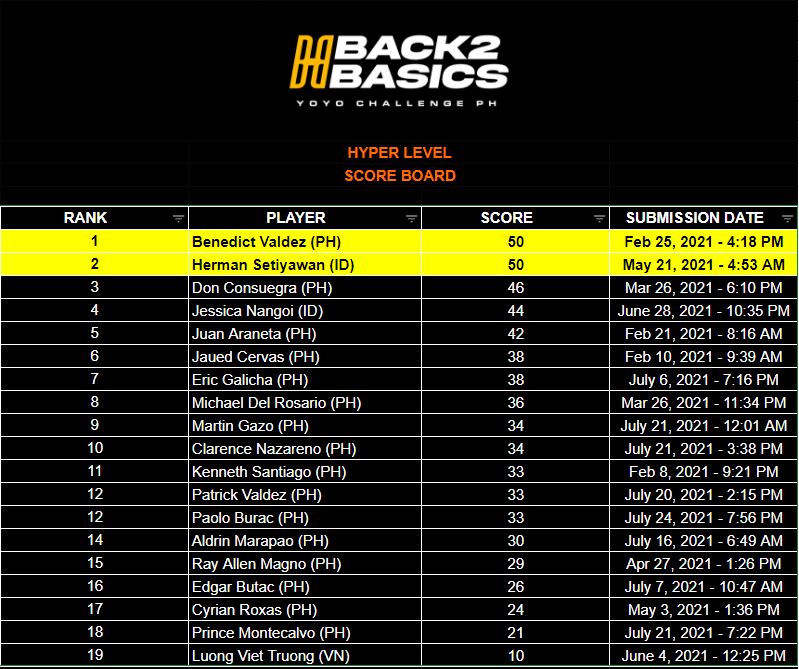 BACK2
BASICS
YOYO CHALLENGE PH
HYPER LEVEL
SCORE BOARD
RANK PLAYER SCORE SUBMISSION DATE
1 Benedict Valdez (PH) 50 Feb 25, 2021 - 4:18 PM
2 Herman Setiyawan (ID) 50 May 21, 2021 - 4:53 AM
3 Don Consuegra (PH) 46 Mar 26, 2021 - 6:10 PM
4 Jessica Nangoi (ID) 44 June 28, 2021 - 10:35 PM
5 Juan Araneta (PH) 42 Feb 21, 2021 - 8:16 AM
6 Jaued Cervas (PH) 38 Feb 10, 2021 - 9:39 AM
7 Eric Galicha (PH) 38 July 6, 2021 - 7:16 PM
8 Michael Del Rosario (PH) 36 Mar 26, 2021 - 11:34 PM
9 Martin Gazo (PH) 34 July 21, 2021 - 12:01 AM
10 Clarence Nazareno (PH) 34 July 21, 2021 - 3:38 PM
11 Kenneth Santiago (PH) 33 Feb 8, 2021 - 9:21 PM
12 Patrick Valdez (PH) 33 July 20, 2021 - 2:15 PM
12 Paolo Burac (PH) 33 July 24, 2021 - 7:56 PM
14 Aldrin Marapao (PH) 30 July 16, 2021 - 6:49 AM
15 Ray Allen Magno (PH) 29 Apr 27, 2021 - 1:26 PM
16 Edgar Butac (PH) 26 July 7, 2021 - 10:47 AM
17 Cyrian Roxas (PH) 24 May 3, 2021 - 1:36 PM
18 Prince Montecalvo (PH) 21 July 21, 2021 - 7:22 PM
19 Luong Viet Truong (VN) 10 June 4, 2021 - 12:25 PM